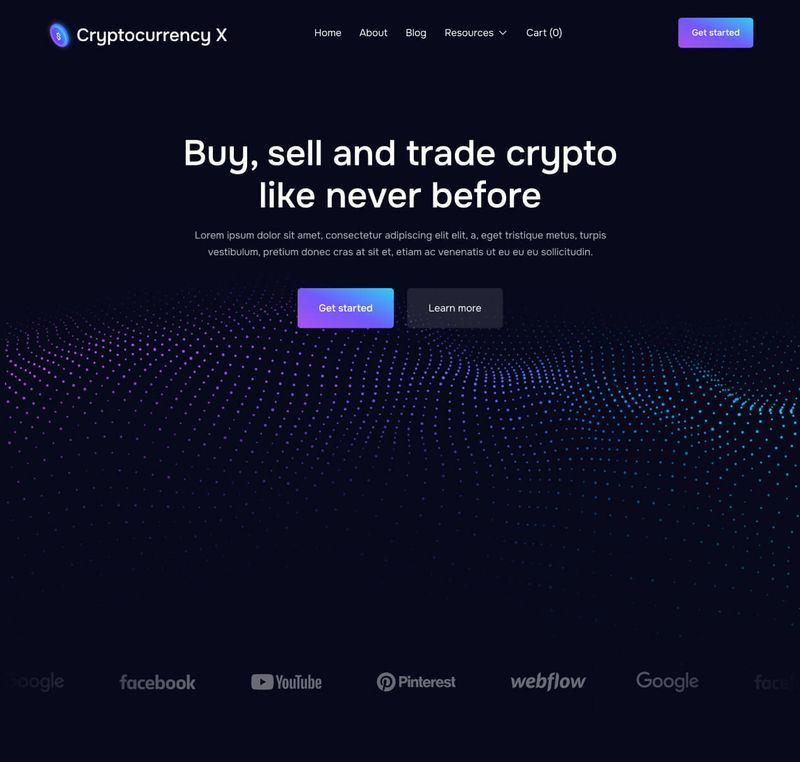 Cryptocurrency X
Home About Blog Resources Cart (0)
Get started
Buy, sell and trade crypto
like never before
Lorem ipsum dolor sit amet, consectetur adipiscing elit elit, a, eget tristique metus, turpis
vestibulum, pretium donec cras at sit et, etiam ac venenatis ut eu eu eu sollicitudin.
Get started
Learn more
Google facebook YouTube Pinterest webflow Google face